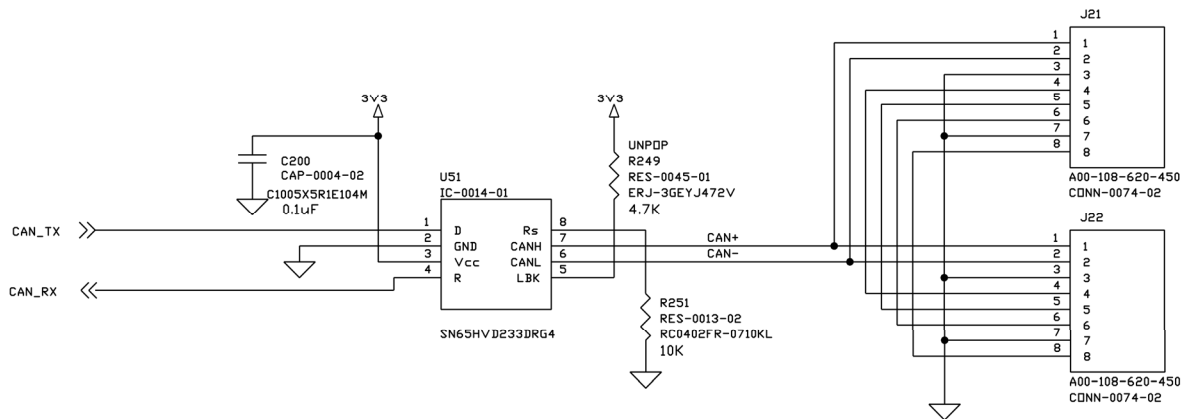 J21
1 1
2 2
3 3
4 4
5 5
6 6
7 7
8 8
A00-108-620-450
CONN-0074-02
3V3
3V3
C200
CAP-0004-02
C1005X5R1E104M
0.1uF
UNPOP
R249
RES-0045-01
ERJ-3GEYJ472V
4.7K
U51
IC-0014-01
CAN_TX
CAN_RX
1 D Rs 8
2 GND CANH 7
3 Vcc CANL 6
4 R LBK 5
SN65HVD233DRG4
CAN+
CAN-
R251
RES-0013-02
RC0402FR-0710KL
10K
J22
1 1
2 2
3 3
4 4
5 5
6 6
7 7
8 8
A00-108-620-450
CONN-0074-02